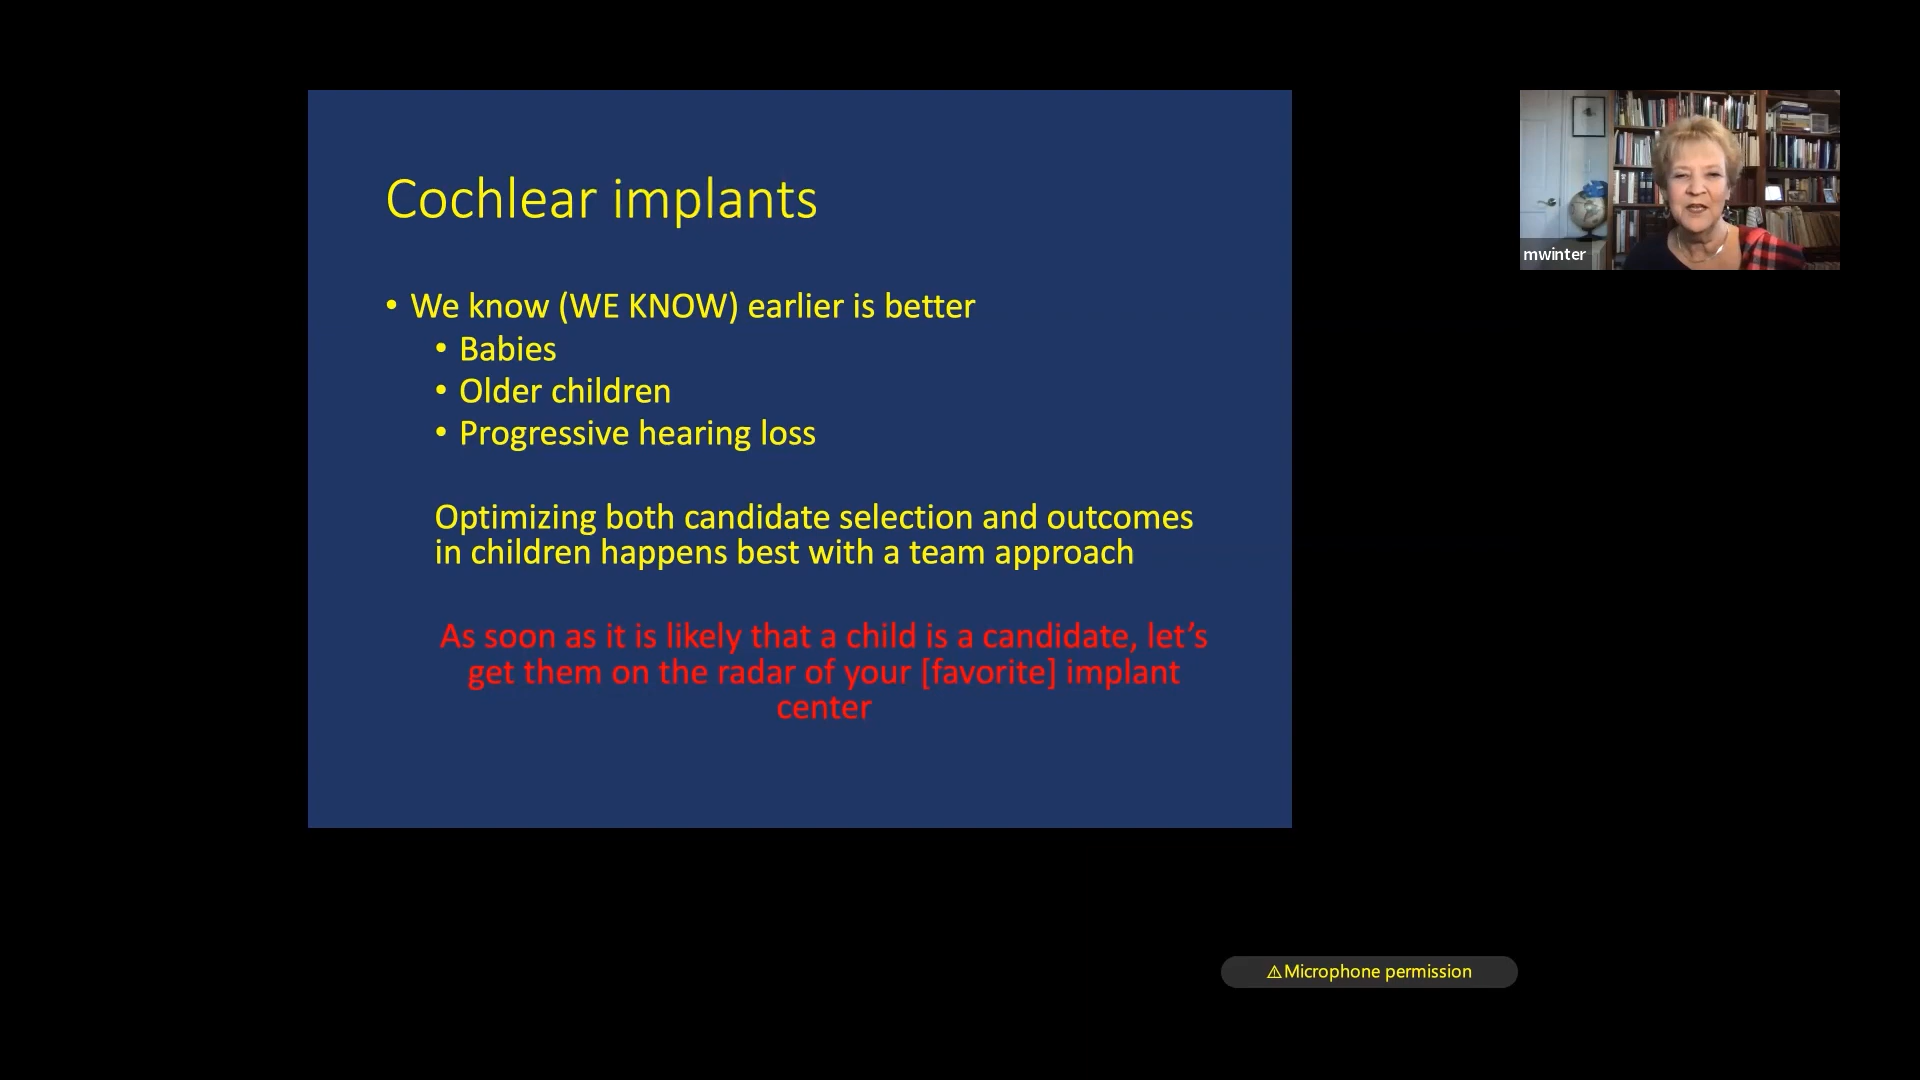 Cochlear implants
• We know (WE KNOW) earlier is better
• Babies
• Older children
• Progressive hearing loss
Optimizing both candidate selection and outcomes
in children happens best with a team approach
As soon as it is likely that a child is a candidate, let’s
get them on the radar of your [favorite] implant
center
mwinter
⚠Microphone permission